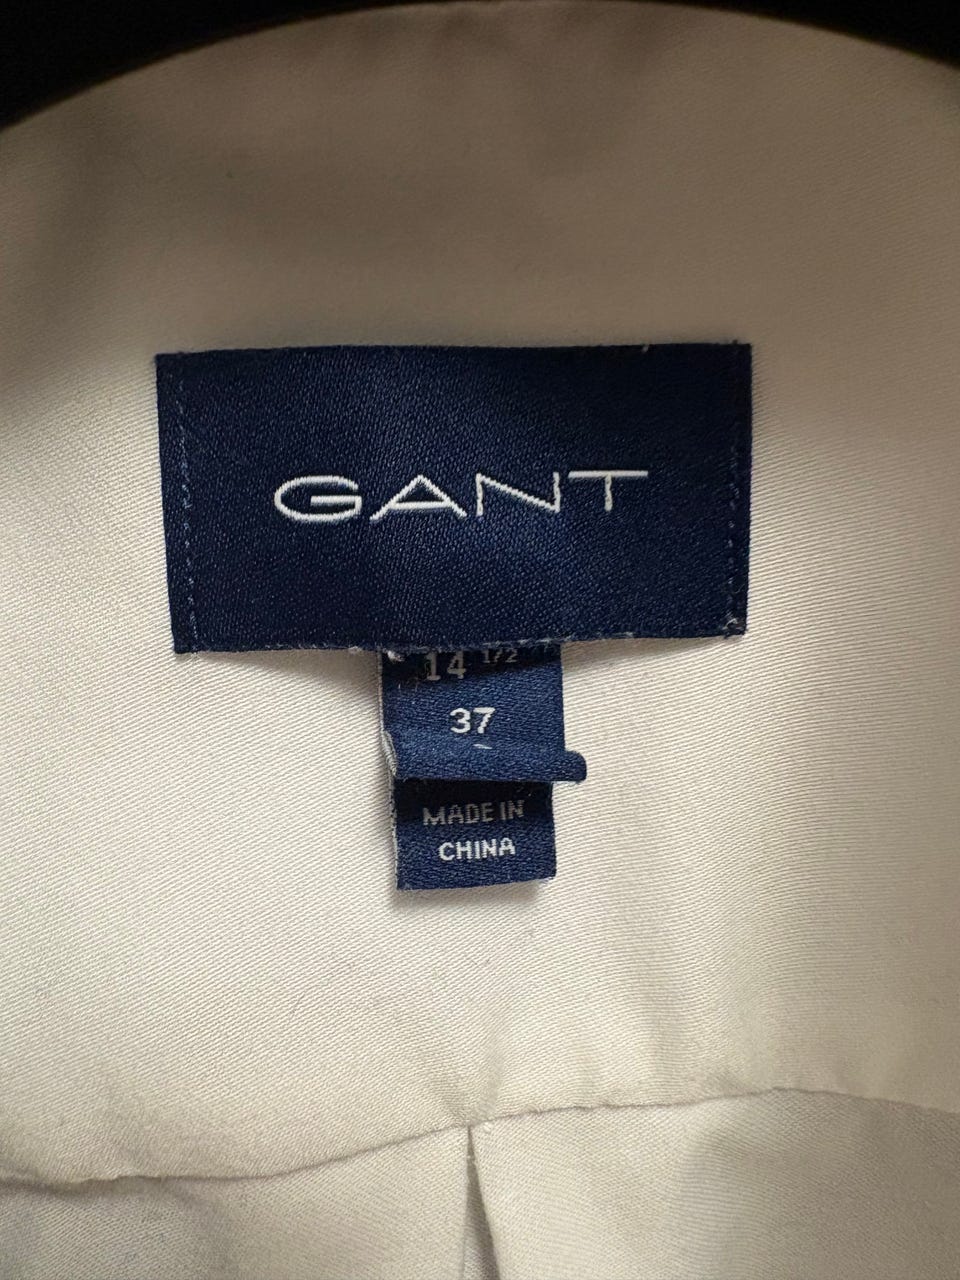 GANT
14 1/2
37
MADE IN
CHINA